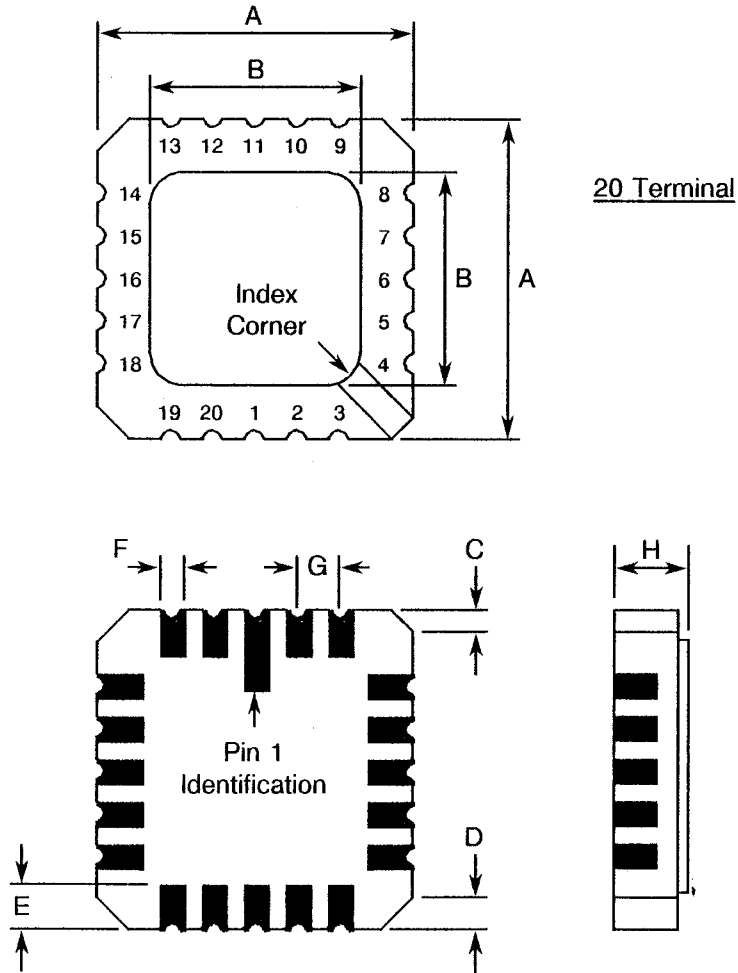 A
B
13 12 11 10 9
20 Terminal
14 8
15 7
16 6
17 5
18 4
B
A
Index
Corner
19 20 1 2 3
F
G
C
H
Pin 1
Identification
D
E